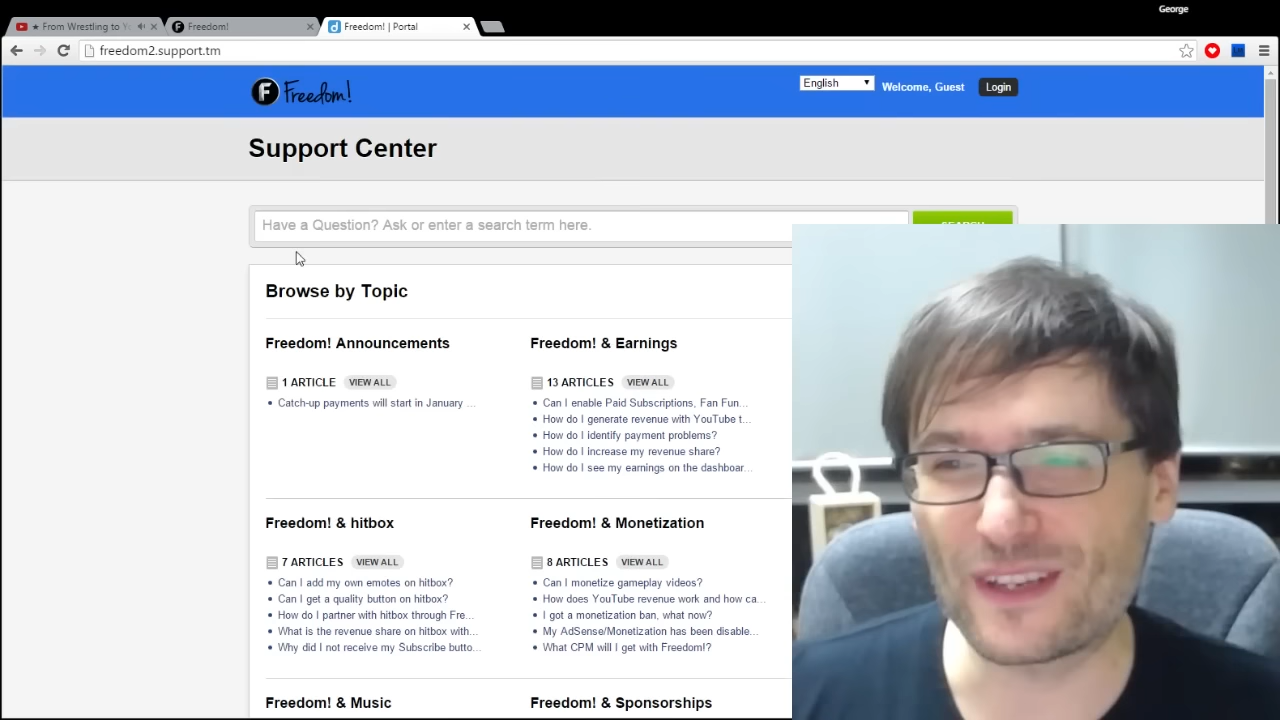 George
★ From Wrestling to Y
Freedom!
Freedom! | Portal
freedom2.support.tm
F Freedom!
English
Welcome, Guest
Login
Support Center
Have a Question? Ask or enter a search term here.
Browse by Topic
Freedom! Announcements
1 ARTICLE VIEW ALL
Catch-up payments will start in January ...
Freedom! & Earnings
13 ARTICLES VIEW ALL
Can I enable Paid Subscriptions, Fan Fun...
How do I generate revenue with YouTube t...
How do I identify payment problems?
How do I increase my revenue share?
How do I see my earnings on the dashboar...
Freedom! & hitbox
7 ARTICLES VIEW ALL
Can I add my own emotes on hitbox?
Can I get a quality button on hitbox?
How do I partner with hitbox through Fre...
What is the revenue share on hitbox with...
Why did I not receive my Subscribe butto...
Freedom! & Monetization
8 ARTICLES VIEW ALL
Can I monetize gameplay videos?
How does YouTube revenue work and how ca...
I got a monetization ban, what now?
My AdSense/Monetization has been disable...
What CPM will I get with Freedom!?
Freedom! & Music
Freedom! & Sponsorships